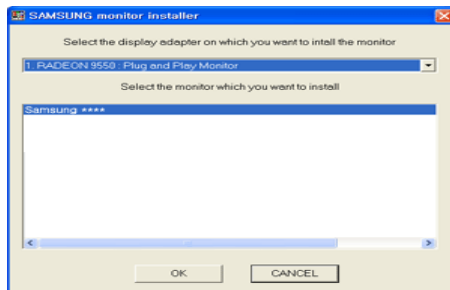 SAMSUNG monitor installer
Select the display adapter on which you want to intall the monitor
1. RADEON 9550 : Plug and Play Monitor
Select the monitor which you want to install
Samsung ****
OK
CANCEL